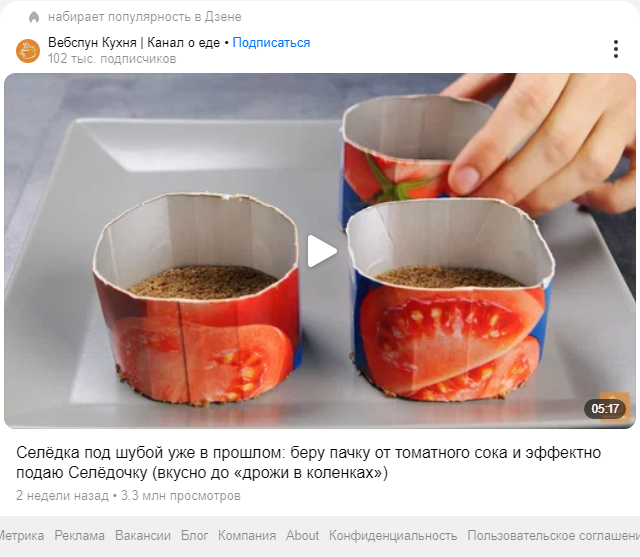 набирает популярность в Дзене
Вебспун Кухня | Канал о еде • Подписаться
102 тыс. подписчиков
05:17
Селёдка под шубой уже в прошлом: беру пачку от томатного сока и эффектно
подаю Селёдочку (вкусно до «дрожи в коленках»)
2 недели назад • 3.3 млн просмотров
Метрика Реклама Вакансии Блог Компания About Конфиденциальность Пользовательское соглашени